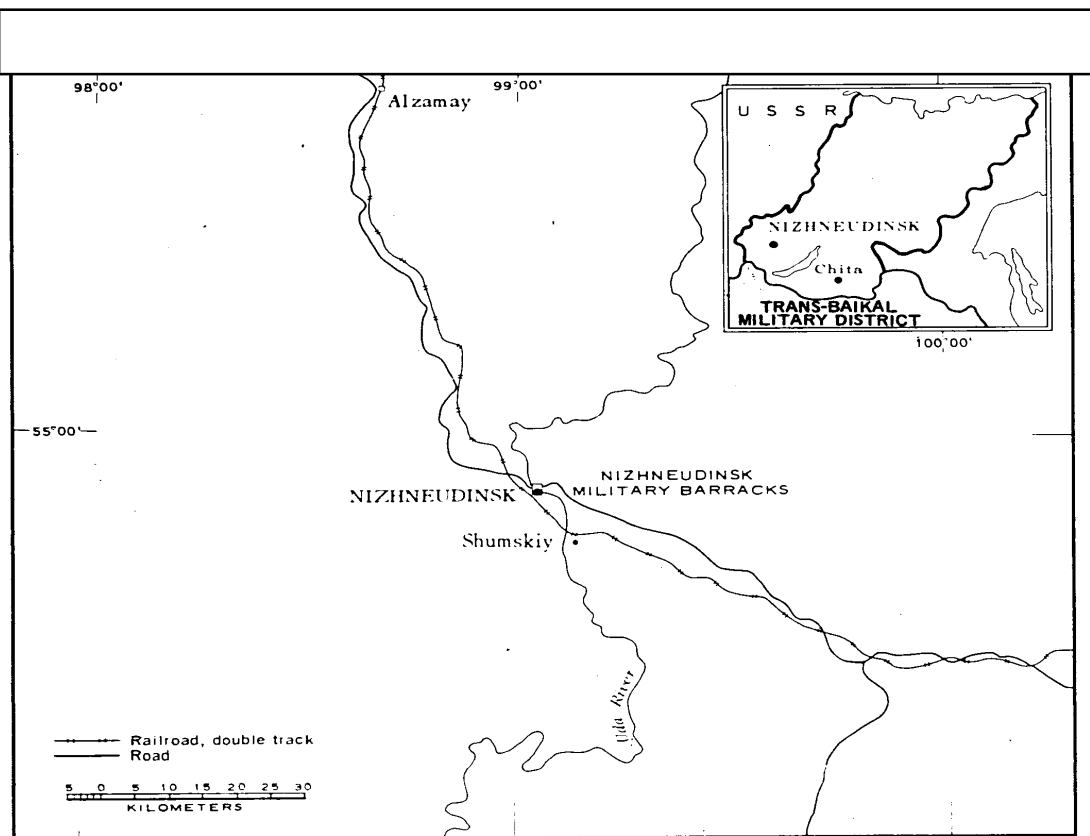 98°00'
99°00'
Alzamay
U S S R
NIZHNEUDINSK
Chita
TRANS-BAIKAL
MILITARY DISTRICT
100°00'
55°00'
NIZHNEUDINSK
MILITARY BARRACKS
NIZHNEUDINSK
Shumskiy
Uda River
Railroad, double track
Road
5 0 5 10 15 20 25 30
KILOMETERS